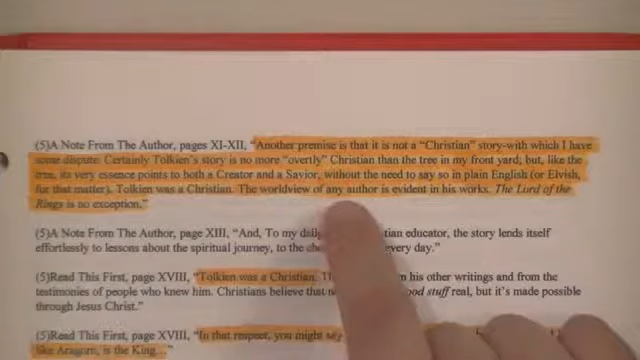 (5)A Note From The Author, pages XI-XII, "Another premise is that it is not a "Christian" story-with which I have
some dispute. Certainly Tolkien's story is no more "overtly" Christian than the tree in my front yard; but, like the
tree, its very essence points to both a Creator and a Savior, without the need to say so in plain English (or Elvish,
for that matter). Tolkien was a Christian. The worldview of any author is evident in his works. The Lord of the
Rings is no exception."
(5)A Note From The Author, page XIII, "And, To my daily tian educator, the story lends itself
effortlessly to lessons about the spiritual journey, to the every day."
(5)Read This First, page XVIII, "Tolkien was a Christian. m his other writings and from the
testimonies of people who knew him. Christians believe that ood stuff real, but it's made possible
through Jesus Christ."
(5)Read This First, page XVIII, "In that respect, you might say
like Aragorn, is the King..."